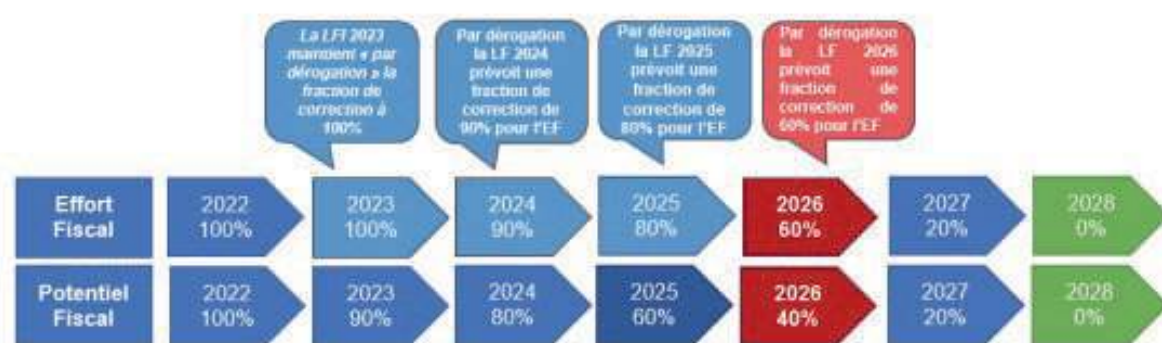 La LFI 2023
maintient « par
dérogation » la
fraction de
correction à
100%
Par dérogation
la LF 2024
prévoit une
fraction de
correction de
90% pour l'EF
Par dérogation
la LF 2025
prévoit une
fraction de
correction de
80% pour l'EF
Par dérogation
la LF 2026
prévoit une
fraction de
correction de
60% pour l'EF
Effort
Fiscal
2022
100%
2023
100%
2024
90%
2025
80%
2026
60%
2027
20%
2028
0%
Potentiel
Fiscal
2022
100%
2023
90%
2024
80%
2025
60%
2026
40%
2027
20%
2028
0%